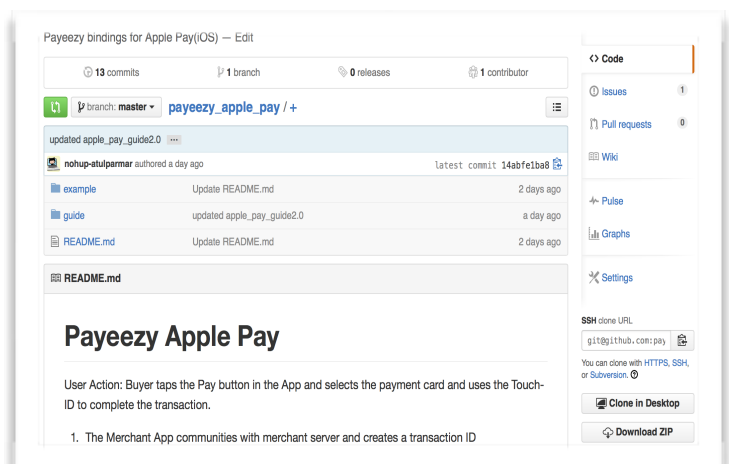 Payeezy bindings for Apple Pay(iOS) — Edit
13 commits 1 branch 0 releases 1 contributor
branch: master payeezy_apple_pay / +
updated apple_pay_guide2.0 ...
nohup-atulparmar authored a day ago latest commit 14abfe1ba8
example Update README.md 2 days ago
guide updated apple_pay_guide2.0 a day ago
README.md Update README.md 2 days ago
README.md
Payeezy Apple Pay
User Action: Buyer taps the Pay button in the App and selects the payment card and uses the Touch-
ID to complete the transaction.
1. The Merchant App communities with merchant server and creates a transaction ID
<> Code
Issues 1
Pull requests 0
Wiki
Pulse
Graphs
Settings
SSH clone URL
git@github.com:pay
You can clone with HTTPS, SSH,
or Subversion.
Clone in Desktop
Download ZIP